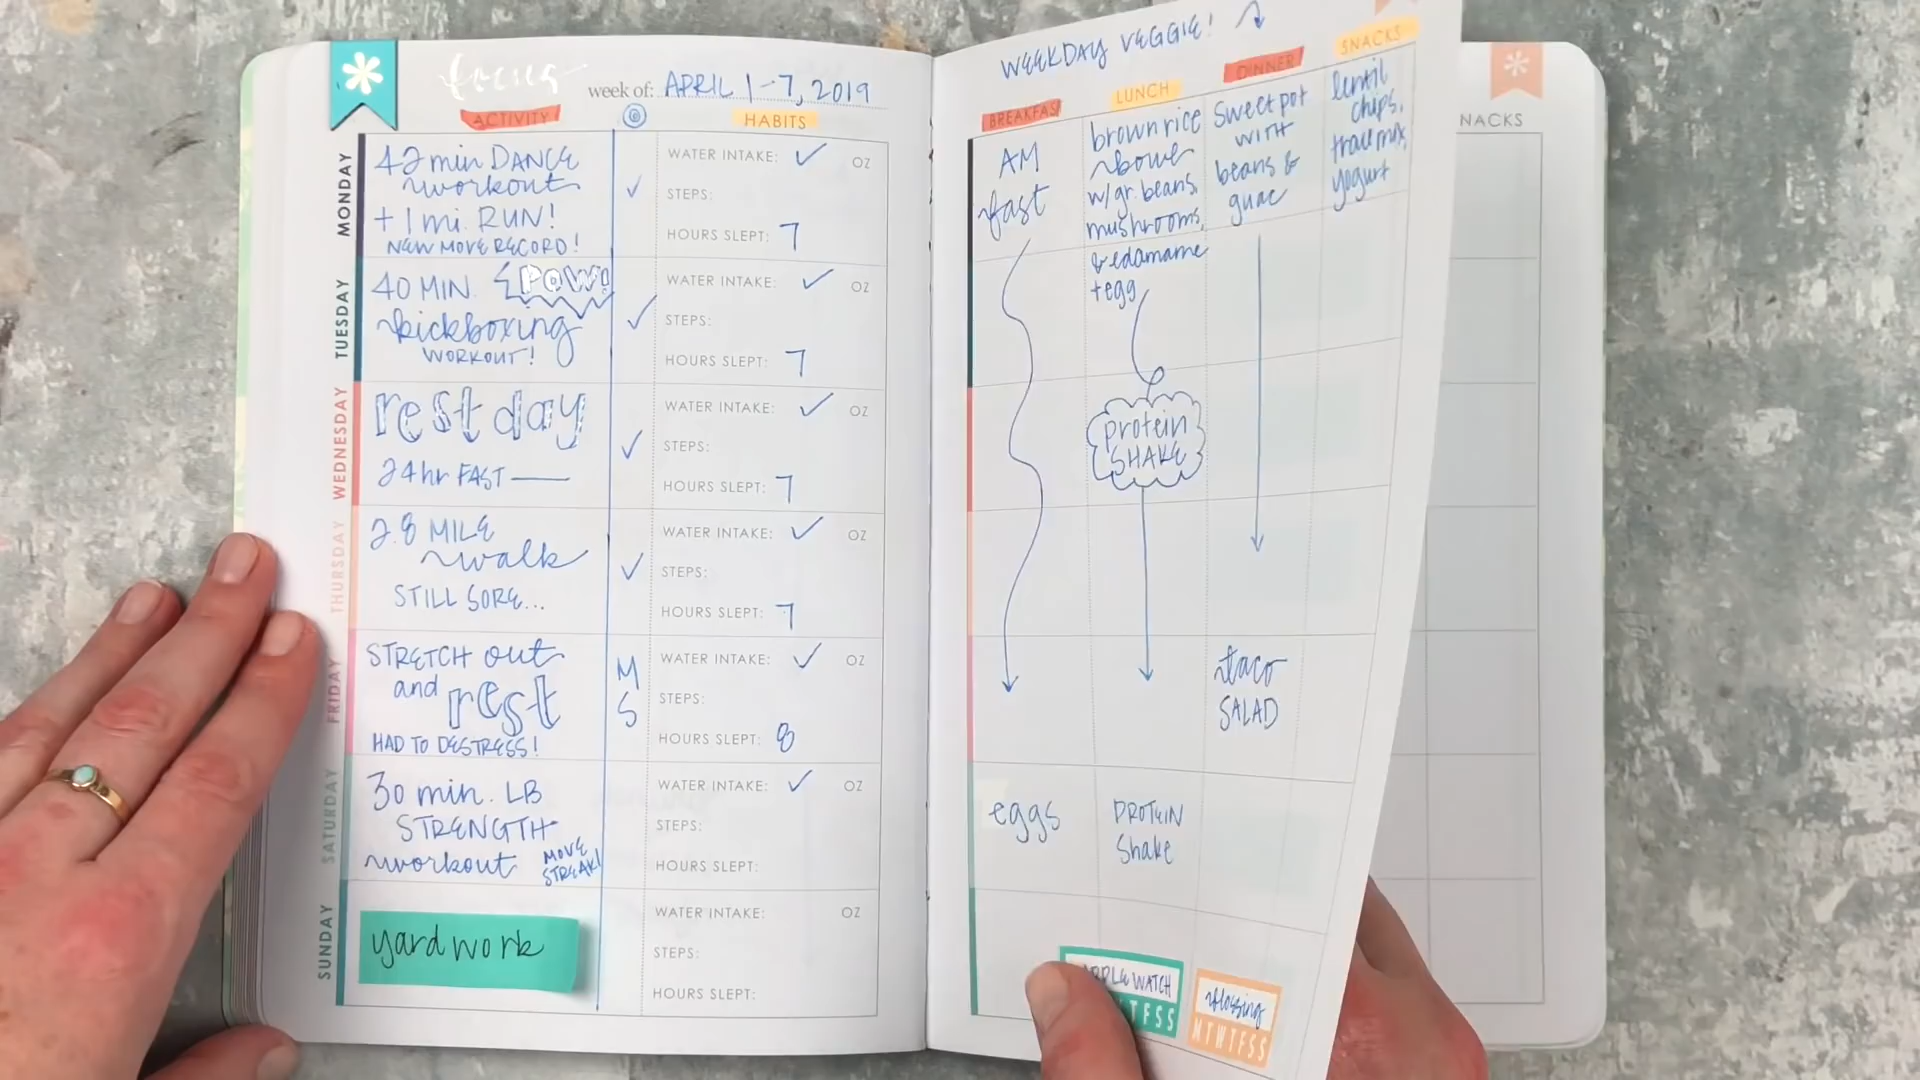 focus
week of: APRIL 1-7, 2019
ACTIVITY
HABITS
MONDAY
42 min DANCE
workout
+ 1 mi. RUN!
NEW MOVE RECORD!
✓
WATER INTAKE: ✓ OZ
STEPS:
HOURS SLEPT: 7
TUESDAY
40 MIN. POW!
kickboxing
WORKOUT!
✓
WATER INTAKE: ✓ OZ
STEPS:
HOURS SLEPT: 7
WEDNESDAY
rest day
24hr FAST
✓
WATER INTAKE: ✓ OZ
STEPS:
HOURS SLEPT: 7
THURSDAY
2.8 MILE
walk
STILL SORE...
✓
WATER INTAKE: ✓ OZ
STEPS:
HOURS SLEPT: 7
FRIDAY
STRETCH out
and rest
HAD TO DESTRESS!
M
S
WATER INTAKE: ✓ OZ
STEPS:
HOURS SLEPT: 8
SATURDAY
30 min. LB
STRENGTH
workout
MOVE
STREAK!
WATER INTAKE: ✓ OZ
STEPS:
HOURS SLEPT:
SUNDAY
yardwork
WATER INTAKE: OZ
STEPS:
HOURS SLEPT:
WEEKDAY VEGGIE!
BREAKFAS
LUNCH
DINNER
SNACKS
AM
fast
brown rice
bowl
w/gr. beans,
mushrooms,
& edamame
+ egg
sweet pot
with
beans &
guac
lentil
chips,
yogurt
protein
SHAKE
taco
SALAD
eggs
PROTEIN
Shake
WATCH
TFSS
flossing
MTWTFSS
NACKS